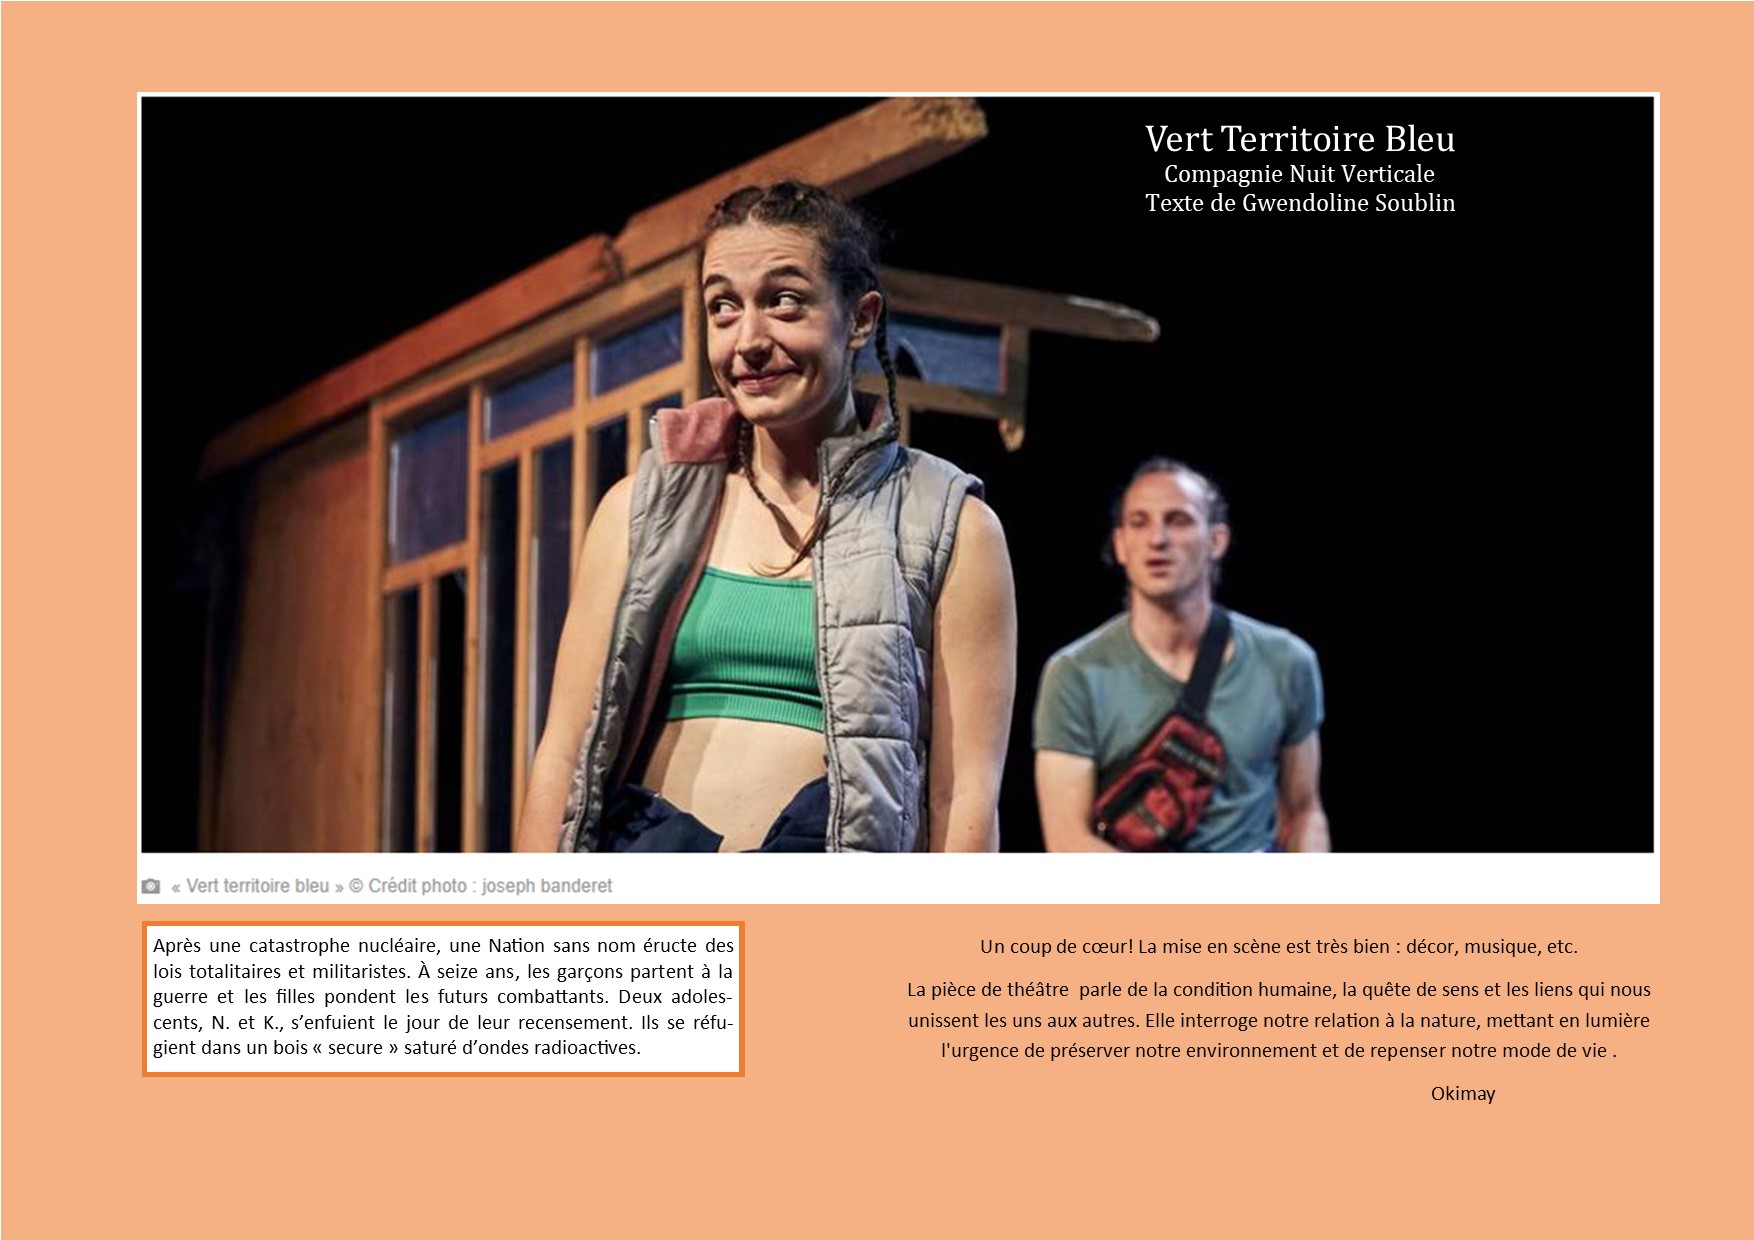 Vert Territoire Bleu
Compagnie Nuit Verticale
Texte de Gwendoline Soublin
« Vert territoire bleu » © Crédit photo : joseph banderet
Après une catastrophe nucléaire, une Nation sans nom éructe des
lois totalitaires et militaristes. À seize ans, les garçons partent à la
guerre et les filles pondent les futurs combattants. Deux adoles-
cents, N. et K., s’enfuient le jour de leur recensement. Ils se réfu-
gient dans un bois « secure » saturé d’ondes radioactives.
Un coup de cœur! La mise en scène est très bien : décor, musique, etc.
La pièce de théâtre  parle de la condition humaine, la quête de sens et les liens qui nous
unissent les uns aux autres. Elle interroge notre relation à la nature, mettant en lumière
l'urgence de préserver notre environnement et de repenser notre mode de vie .
Okimay